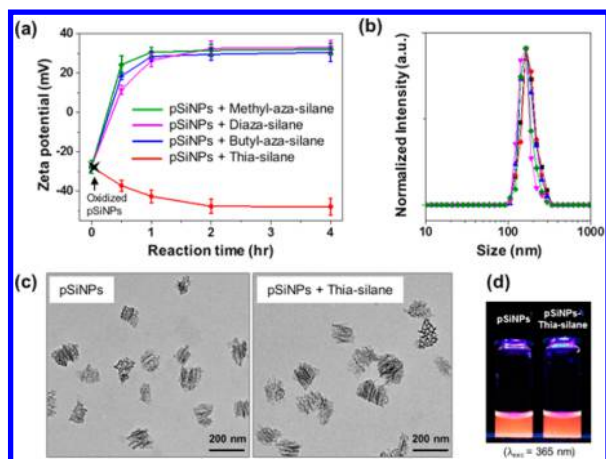 (a)
Zeta potential (mV)
40
20
0
-20
-40
pSiNPs + Methyl-aza-silane
pSiNPs + Diaza-silane
pSiNPs + Butyl-aza-silane
pSiNPs + Thia-silane
Oxidized
pSiNPs
0 1 2 3 4
Reaction time (hr)
(b)
Normalized Intensity (a.u.)
10 100 1000
Size (nm)
(c)
pSiNPs
200 nm
pSiNPs + Thia-silane
200 nm
(d)
pSiNPs
pSiNPs-
Thia-silane
(λexc = 365 nm)